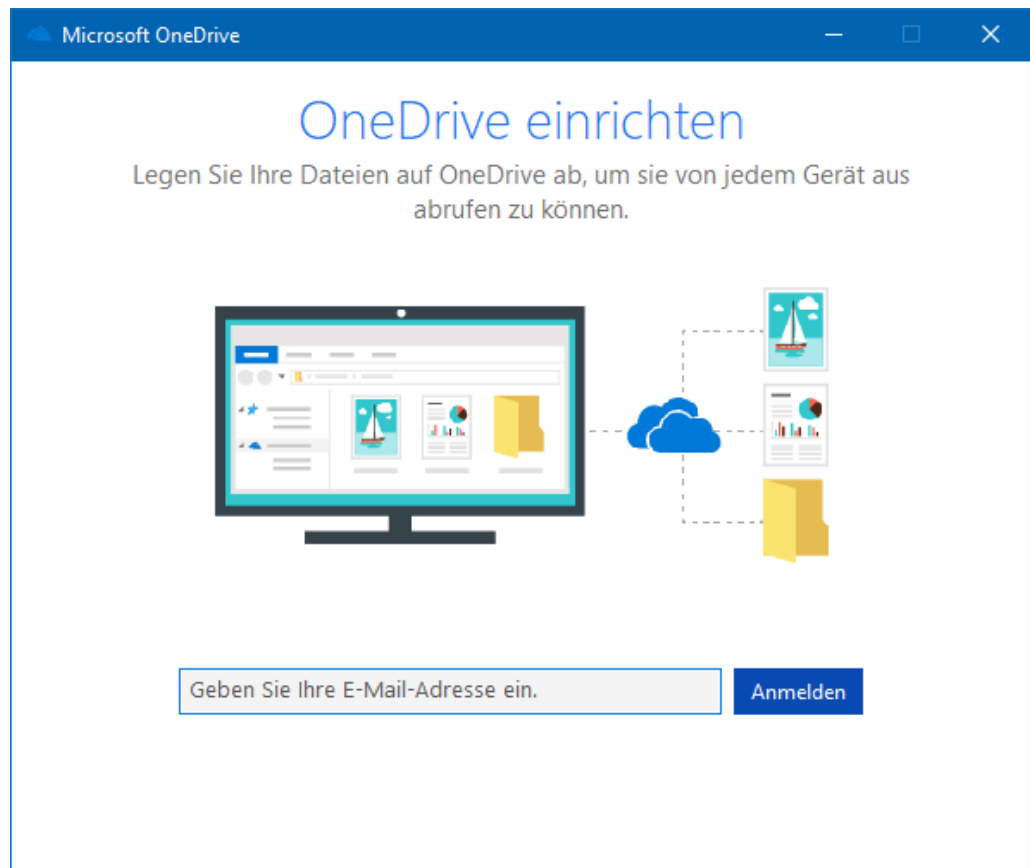 Microsoft OneDrive
OneDrive einrichten
Legen Sie Ihre Dateien auf OneDrive ab, um sie von jedem Gerät aus
abrufen zu können.
Geben Sie Ihre E-Mail-Adresse ein.
Anmelden